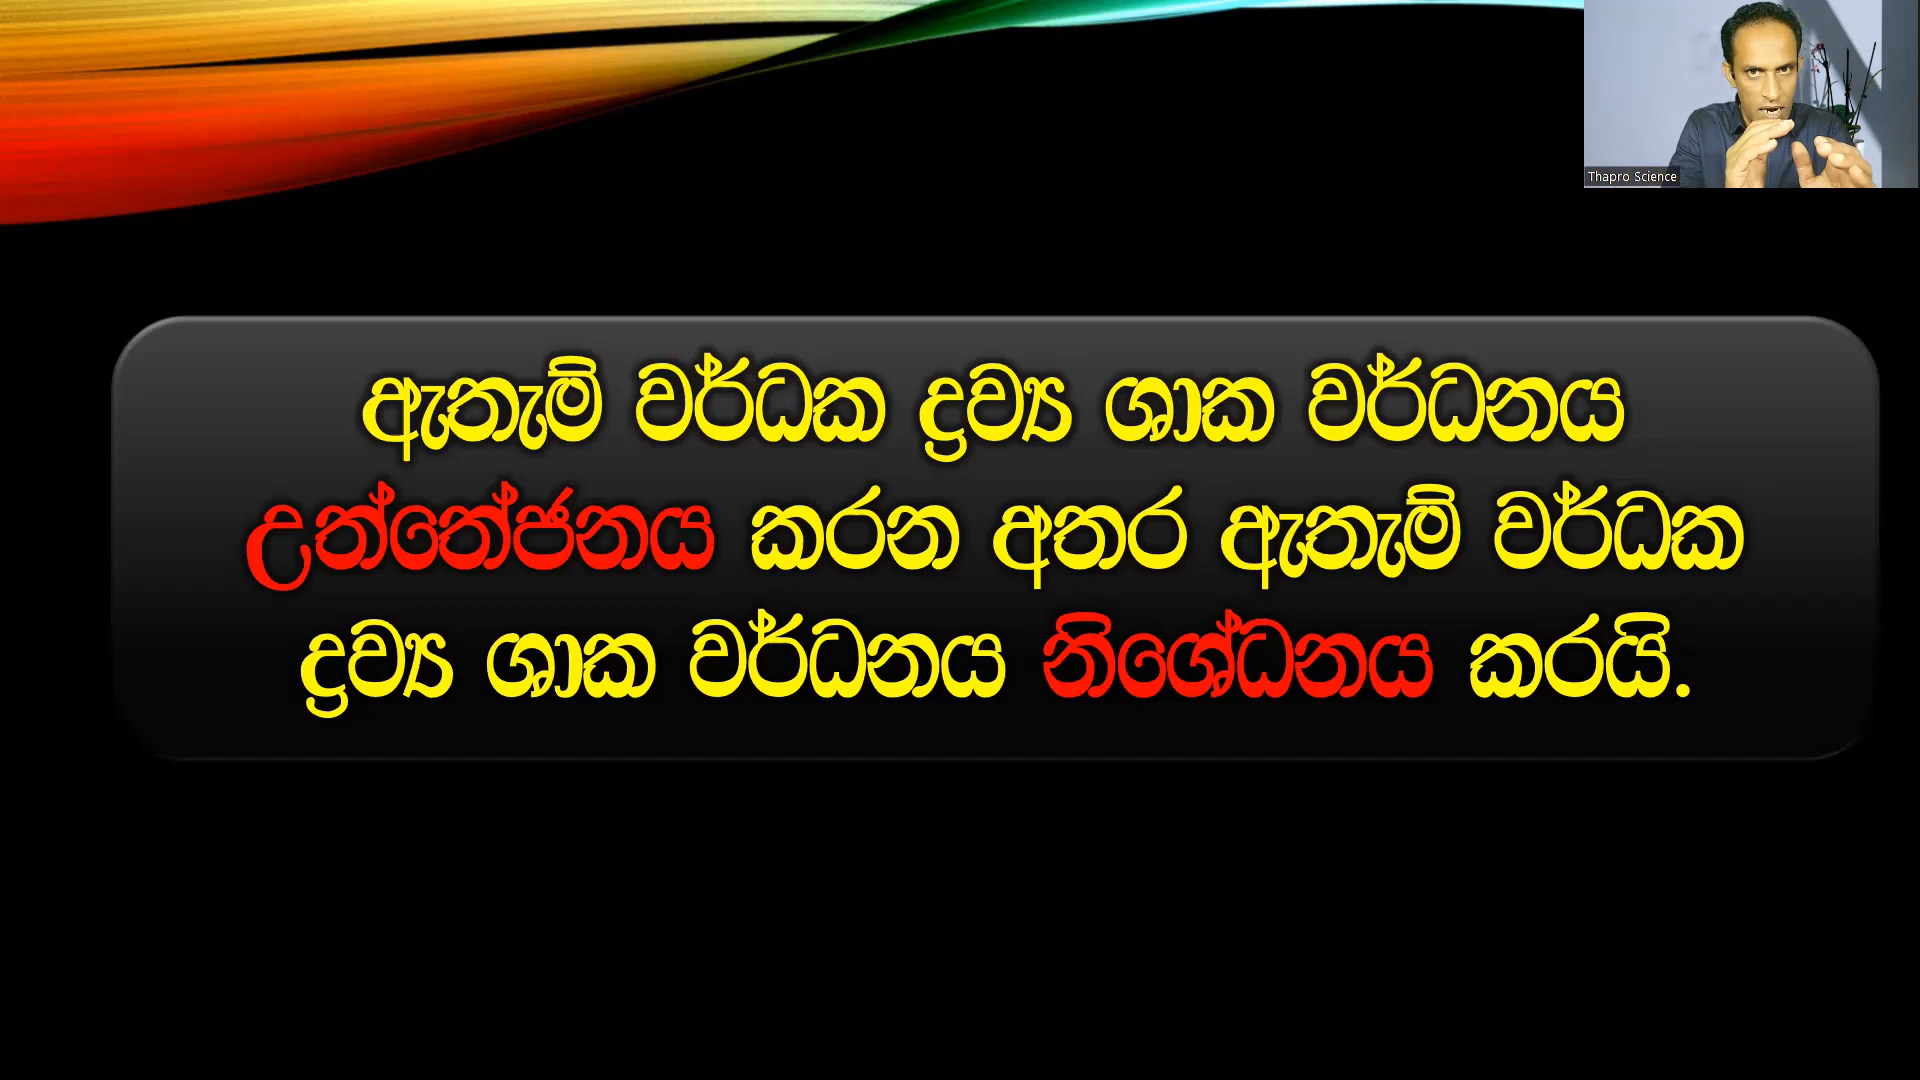 Thapro Science
ඇතැම් වර්ධක ද්‍රව්‍ය ශාක වර්ධනය
උත්තේජනය කරන අතර ඇතැම් වර්ධක
ද්‍රව්‍ය ශාක වර්ධනය නිශේධනය කරයි.